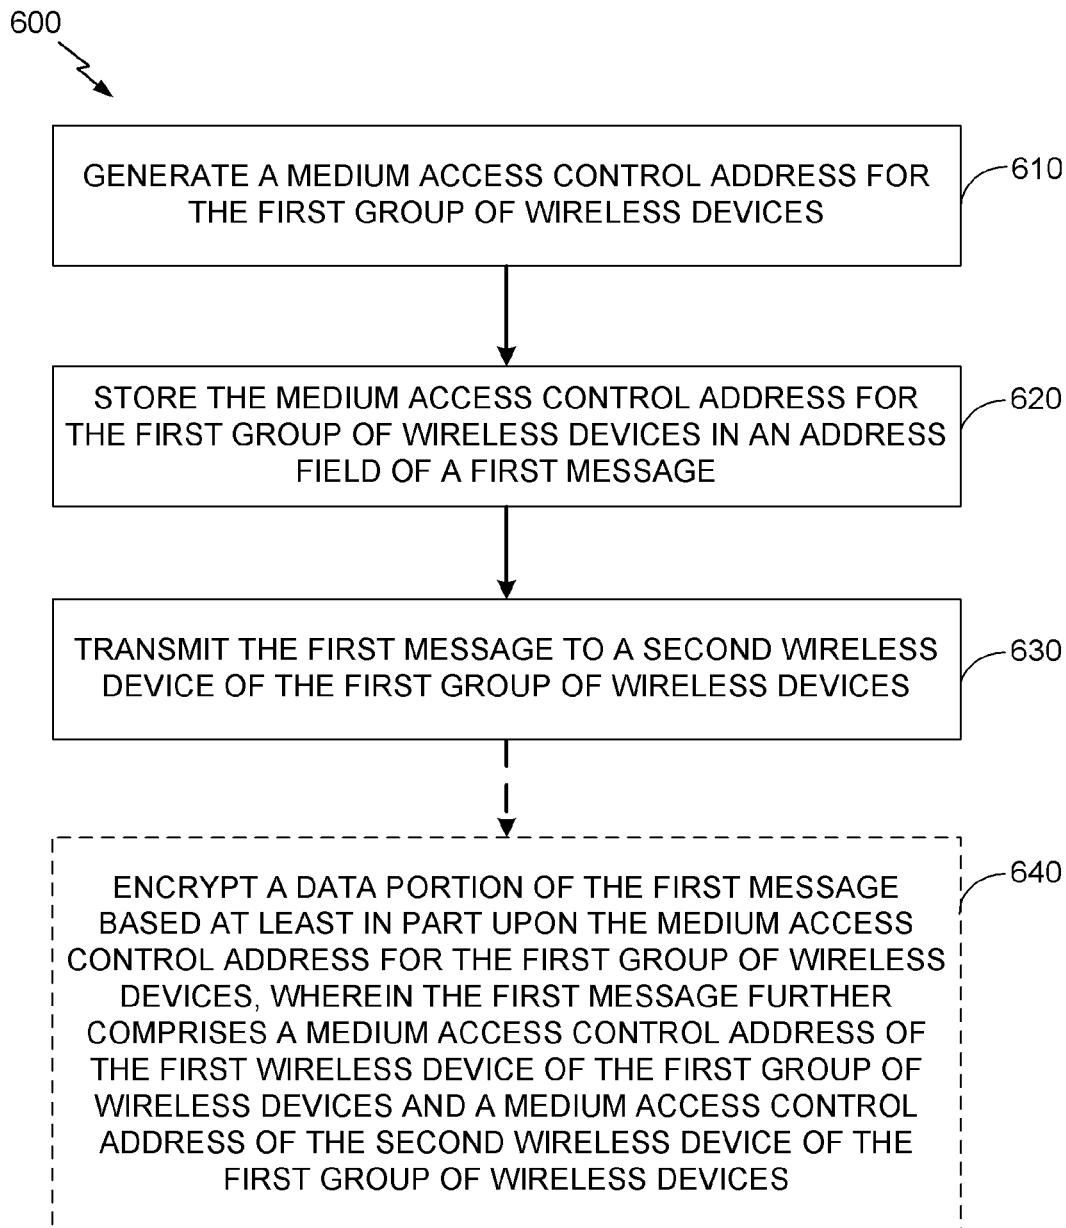 600
GENERATE A MEDIUM ACCESS CONTROL ADDRESS FOR
THE FIRST GROUP OF WIRELESS DEVICES
610
STORE THE MEDIUM ACCESS CONTROL ADDRESS FOR
THE FIRST GROUP OF WIRELESS DEVICES IN AN ADDRESS
FIELD OF A FIRST MESSAGE
620
TRANSMIT THE FIRST MESSAGE TO A SECOND WIRELESS
DEVICE OF THE FIRST GROUP OF WIRELESS DEVICES
630
ENCRYPT A DATA PORTION OF THE FIRST MESSAGE
BASED AT LEAST IN PART UPON THE MEDIUM ACCESS
CONTROL ADDRESS FOR THE FIRST GROUP OF WIRELESS
DEVICES, WHEREIN THE FIRST MESSAGE FURTHER
COMPRISES A MEDIUM ACCESS CONTROL ADDRESS OF
THE FIRST WIRELESS DEVICE OF THE FIRST GROUP OF
WIRELESS DEVICES AND A MEDIUM ACCESS CONTROL
ADDRESS OF THE SECOND WIRELESS DEVICE OF THE
FIRST GROUP OF WIRELESS DEVICES
640